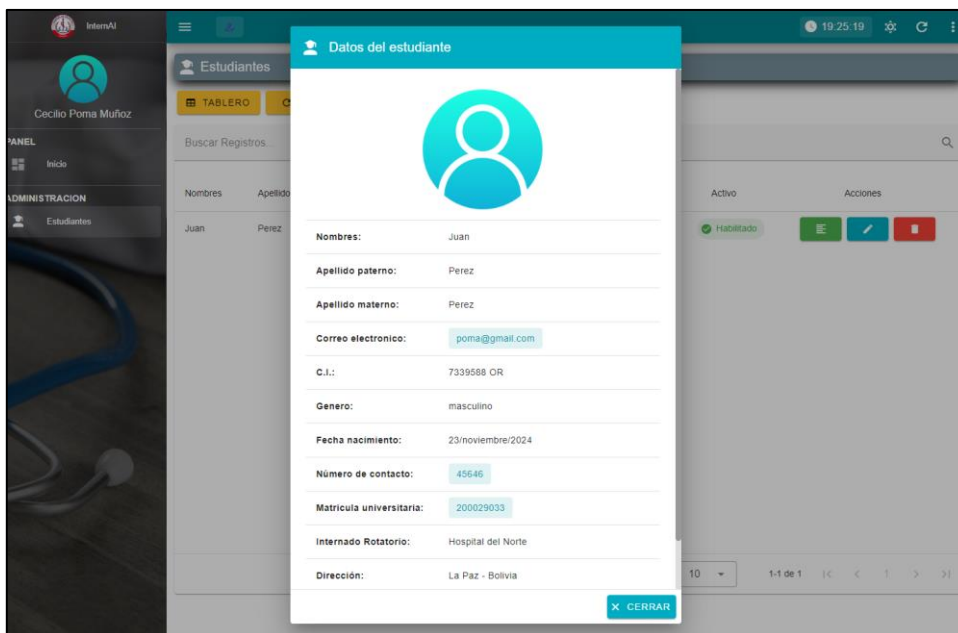 InternAI
19:25:19
Cecilio Poma Muñoz
PANEL
Inicio
ADMINISTRACION
Estudiantes
Estudiantes
TABLERO
Buscar Registros...
Nombres
Activo
Acciones
Juan Perez
Habilitado
Datos del estudiante
Nombres: Juan
Apellido paterno: Perez
Apellido materno: Perez
Correo electronico: poma@gmail.com
C.I.: 7339588 OR
Genero: masculino
Fecha nacimiento: 23/noviembre/2024
Número de contacto: 45646
Matricula universitaria: 200029033
Internado Rotatorio: Hospital del Norte
Dirección: La Paz - Bolivia
CERRAR
10 1-1 de 1 1